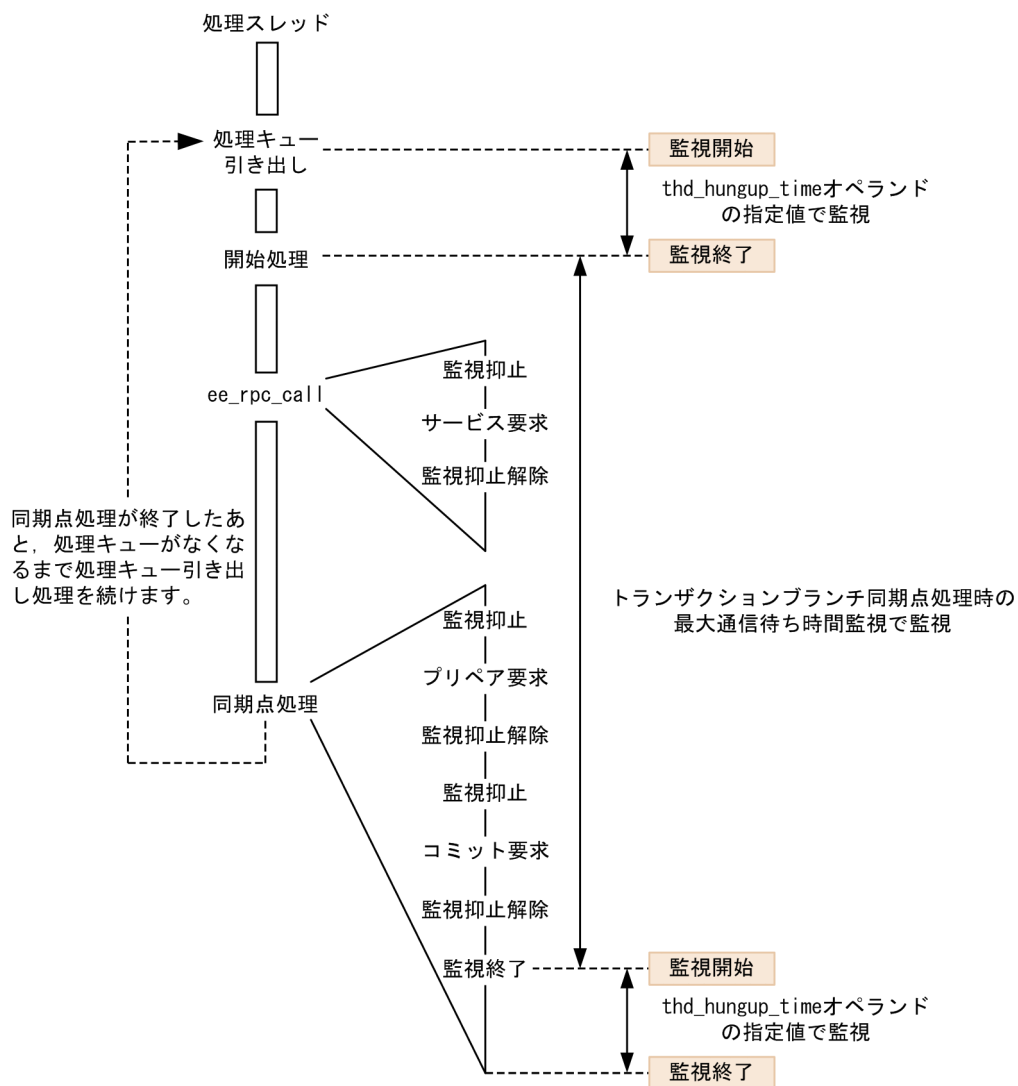 処理スレッド
処理キュー
引き出し
監視開始
thd_hungup_timeオペランド
の指定値で監視
開始処理
監視終了
監視抑止
ee_rpc_call
サービス要求
監視抑止解除
同期点処理が終了したあ
と，処理キューがなくな
るまで処理キュー引き出
し処理を続けます。
トランザクションブランチ同期点処理時の
最大通信待ち時間監視で監視
監視抑止
プリペア要求
同期点処理
監視抑止解除
監視抑止
コミット要求
監視抑止解除
監視終了
監視開始
thd_hungup_timeオペランド
の指定値で監視
監視終了